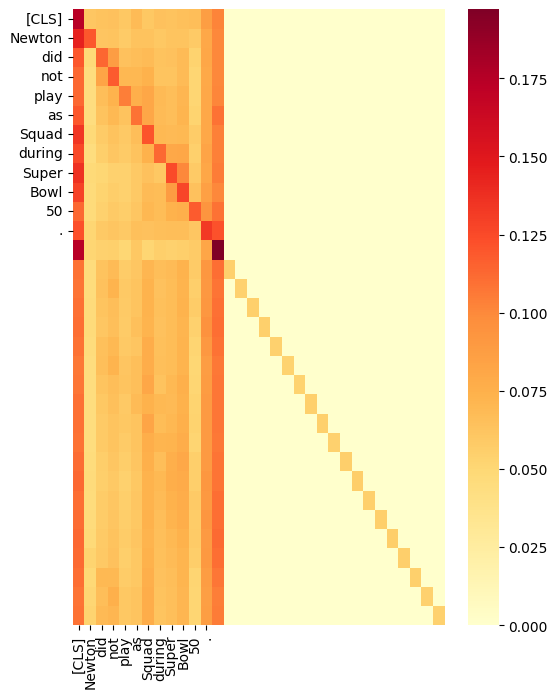 [CLS]
Newton
did
not
play
as
Squad
during
Super
Bowl
50
.
[CLS]
Newton
did
not
play
as
Squad
during
Super
Bowl
50
.
0.175
0.150
0.125
0.100
0.075
0.050
0.025
0.000